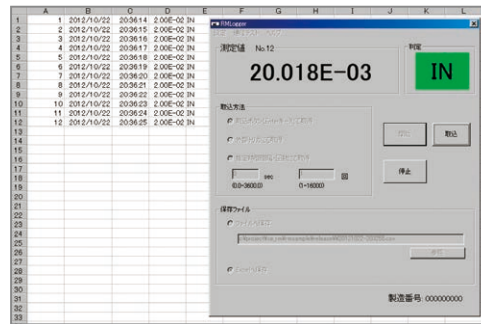 A B C D E F G H I J K L
1 1 2012/10/22 20:36:14 2.00E-02 IN
2 2 2012/10/22 20:36:15 2.00E-02 IN
3 3 2012/10/22 20:36:16 2.00E-02 IN
4 4 2012/10/22 20:36:17 2.00E-02 IN
5 5 2012/10/22 20:36:18 2.00E-02 IN
6 6 2012/10/22 20:36:19 2.00E-02 IN
7 7 2012/10/22 20:36:20 2.00E-02 IN
8 8 2012/10/22 20:36:21 2.00E-02 IN
9 9 2012/10/22 20:36:22 2.00E-02 IN
10 10 2012/10/22 20:36:23 2.00E-02 IN
11 11 2012/10/22 20:36:24 2.00E-02 IN
12 12 2012/10/22 20:36:25 2.00E-02 IN
13
14
15
16
17
18
19
20
21
22
23
24
25
26
27
28
29
30
31
32
33
RMLogger
測定値 No.12
判定
20.018E-03
IN
取込方法
開始
取込
停止
回
(0.0-3600.0)
(1-16000)
保存ファイル
製造番号: 000000000